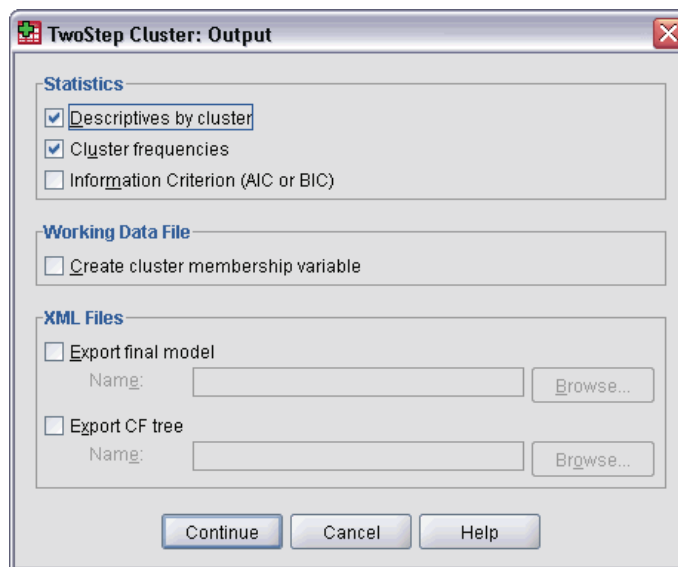 TwoStep Cluster: Output
Statistics
Descriptives by cluster
Cluster frequencies
Information Criterion (AIC or BIC)
Working Data File
Create cluster membership variable
XML Files
Export final model
Name:
Browse...
Export CF tree
Name:
Browse...
Continue Cancel Help